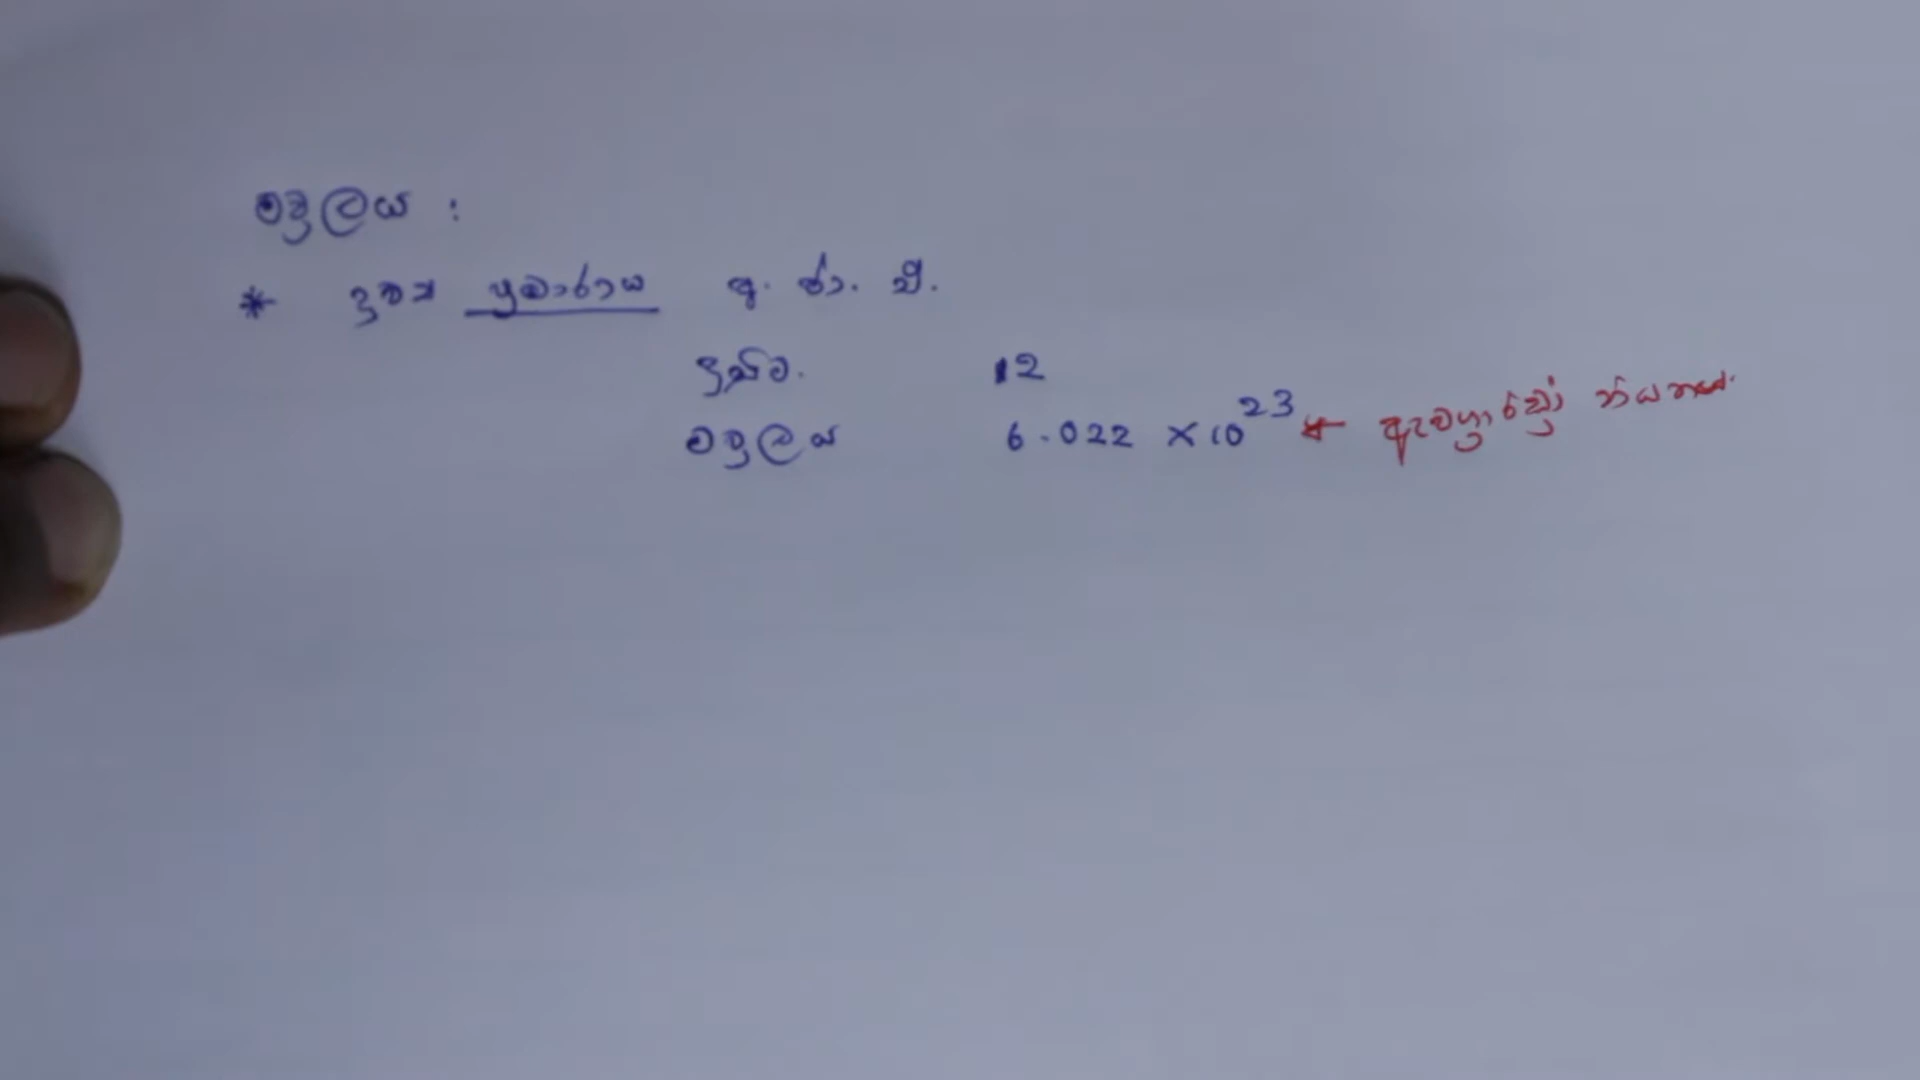 මවුලය :
* ද්‍රව්‍ය ප්‍රමාණය අ. ජා. ඒ.
දුසිම. 12
මවුලය 6.022 × 10²³ ← ඇවගාඩ්‍රෝ නියතය.